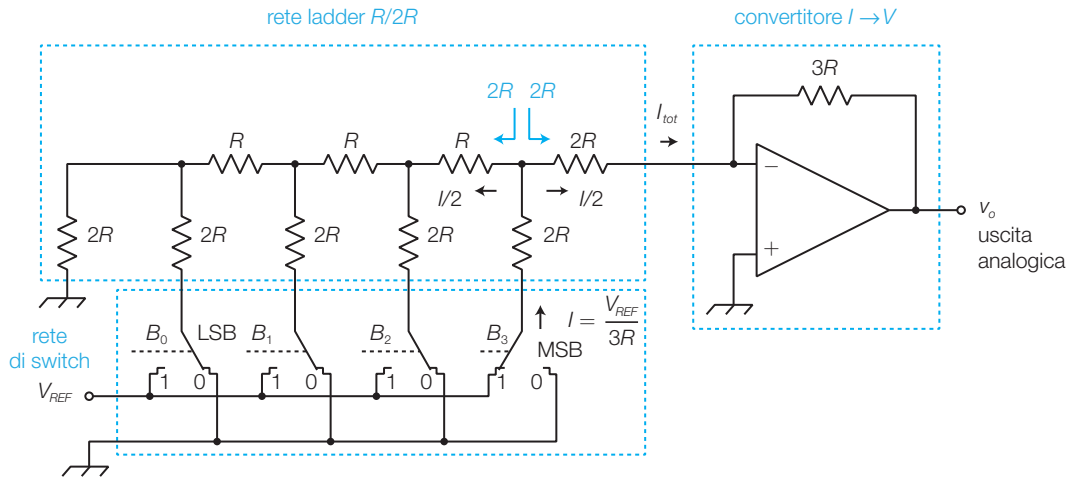 rete ladder R/2R
convertitore I → V
2R 2R
I_tot
3R
R
R
R
2R
I/2
I/2
2R
2R
2R
2R
2R
−
+
v_o
uscita
analogica
rete
di switch
B_0
LSB
B_1
B_2
B_3
MSB
I = V_REF / 3R
1 0
1 0
1 0
1 0
V_REF